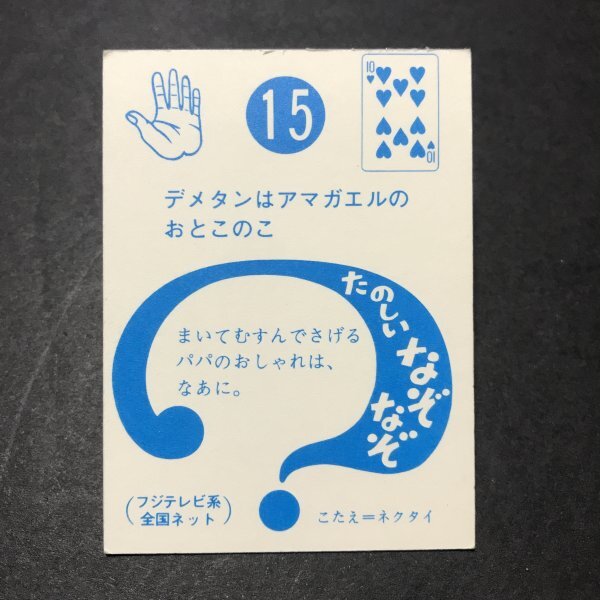 15
10
デメタンはアマガエルの
おとこのこ
たのしいなぞなぞ
まいてむすんでさげる
パパのおしゃれは、
なあに。
(フジテレビ系
全国ネット)
こたえ＝ネクタイ
10